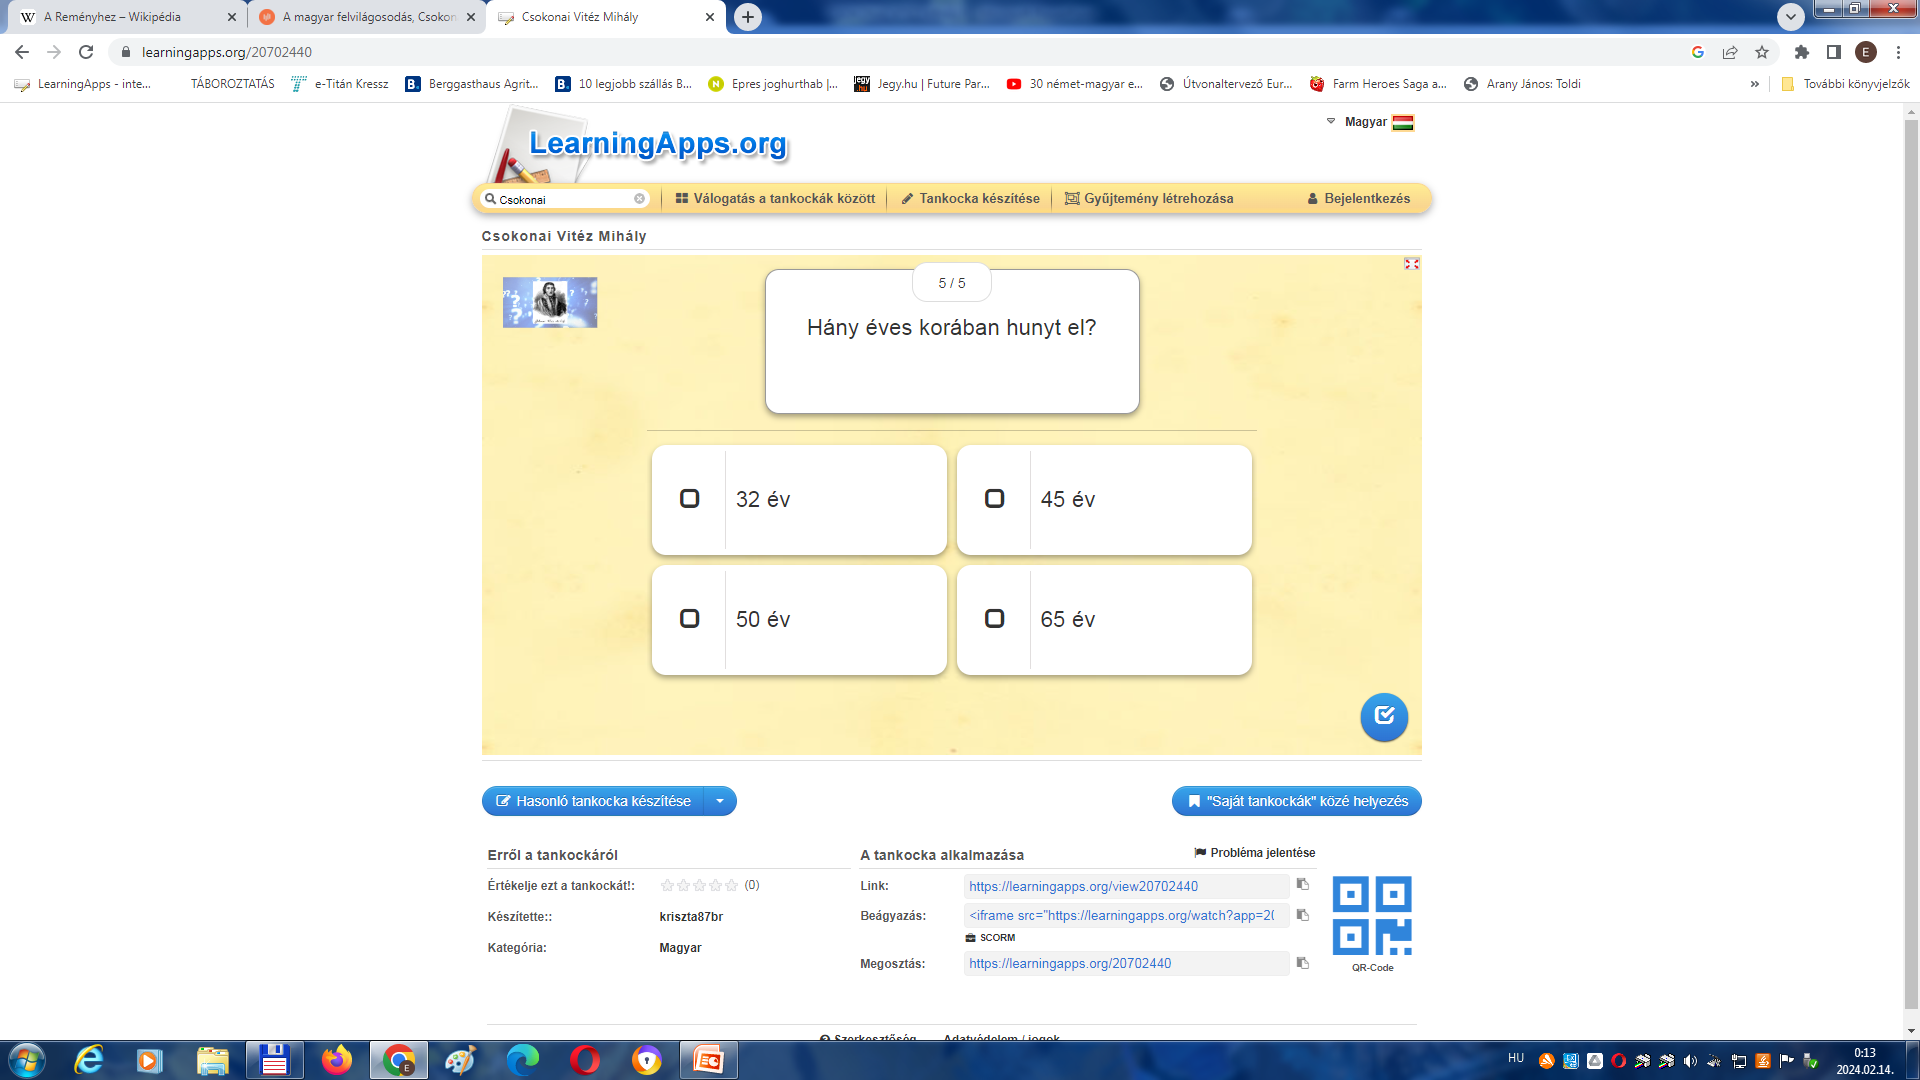 A Reményhez – Wikipédia
A magyar felvilágosodás, Csokon
Csokonai Vitéz Mihály
learningapps.org/20702440
E
LearningApps - inte...
TÁBOROZTATÁS
e-Titán Kressz
Berggasthaus Agrit...
10 legjobb szállás B...
Epres joghurthab |...
Jegy.hu | Future Par...
30 német-magyar e...
Útvonaltervező Eur...
Farm Heroes Saga a...
Arany János: Toldi
»
További könyvjelzők
LearningApps.org
Magyar
Csokonai
Válogatás a tankockák között
Tankocka készítése
Gyűjtemény létrehozása
Bejelentkezés
Csokonai Vitéz Mihály
5 / 5
Hány éves korában hunyt el?
32 év
45 év
50 év
65 év
Hasonló tankocka készítése
"Saját tankockák" közé helyezés
Erről a tankockáról
A tankocka alkalmazása
Probléma jelentése
Értékelje ezt a tankockát!:
(0)
Link:
https://learningapps.org/view20702440
Készítette::
kriszta87br
Beágyazás:
<iframe src="https://learningapps.org/watch?app=2(
SCORM
Kategória:
Magyar
Megosztás:
https://learningapps.org/20702440
QR-Code
Szerkesztőség
Adatvédelem / jogok
HU
0:13
2024.02.14.